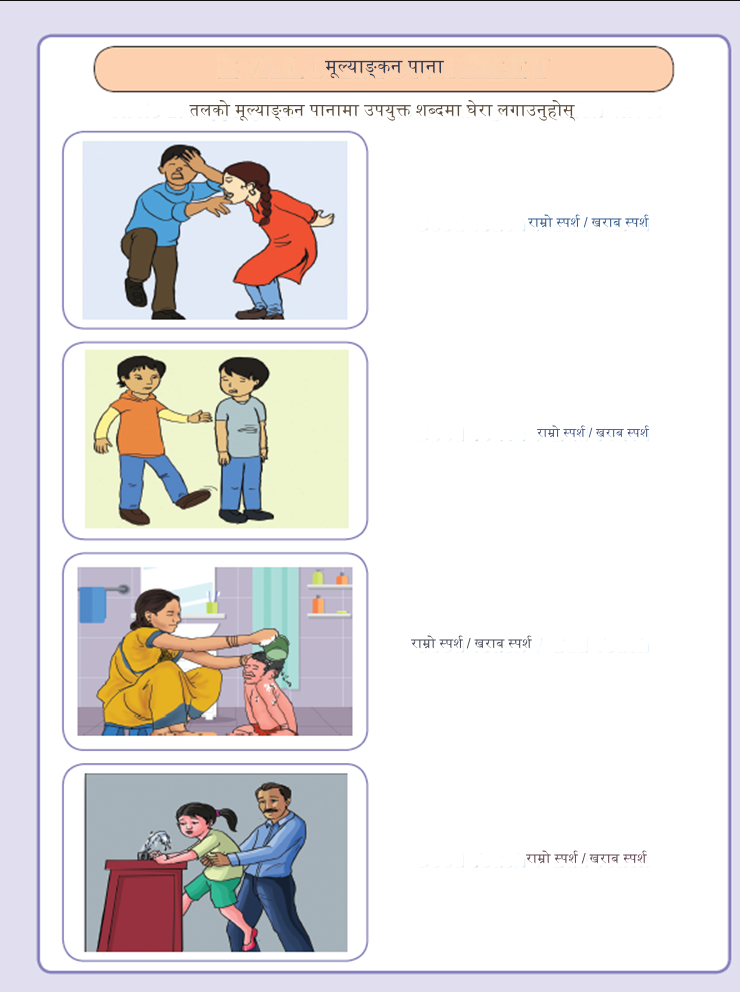 मूल्याङ्कन पाना
तलको मूल्याङ्कन पानामा उपयुक्त शब्दमा घेरा लगाउनुहोस्
राम्रो स्पर्श / खराब स्पर्श
राम्रो स्पर्श / खराब स्पर्श
राम्रो स्पर्श / खराब स्पर्श
राम्रो स्पर्श / खराब स्पर्श